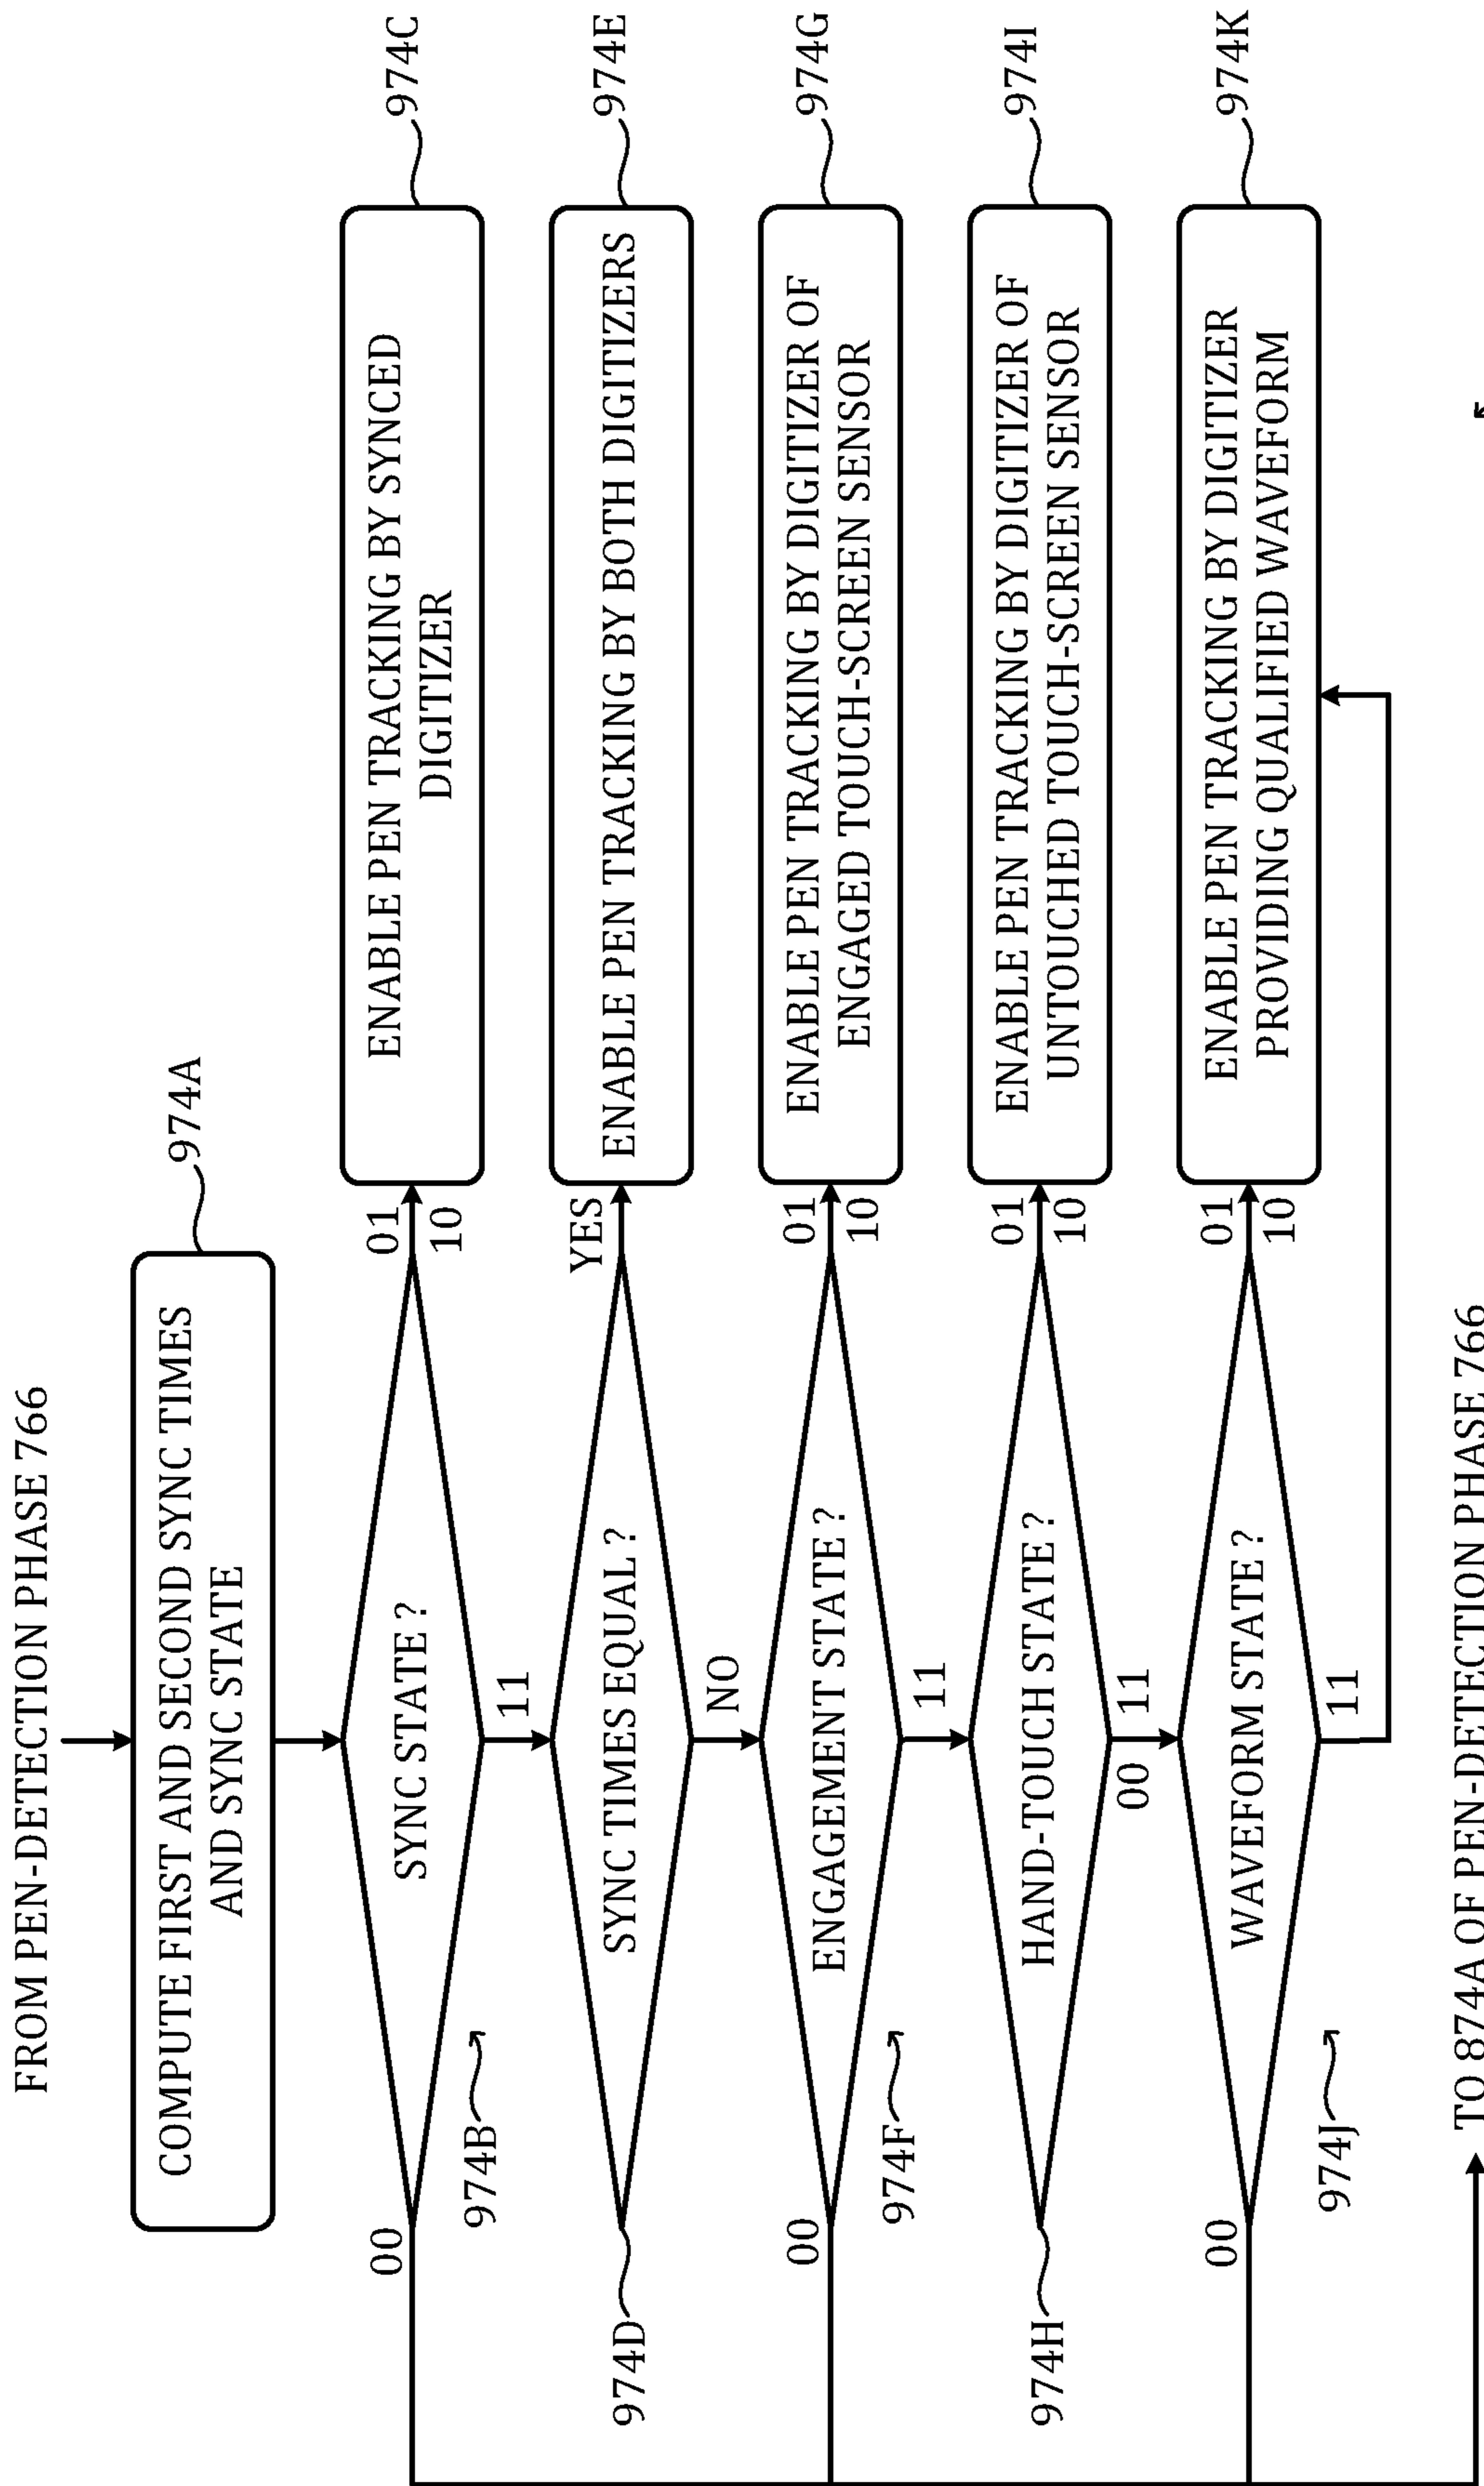 FROM PEN-DETECTION PHASE 766
COMPUTE FIRST AND SECOND SYNC TIMES
AND SYNC STATE
974A
SYNC STATE ?
00
01
10
11
974B
ENABLE PEN TRACKING BY SYNCED
DIGITIZER
974C
SYNC TIMES EQUAL ?
YES
NO
974D
ENABLE PEN TRACKING BY BOTH DIGITIZERS
974E
ENGAGEMENT STATE ?
00
01
10
11
974F
ENABLE PEN TRACKING BY DIGITIZER OF
ENGAGED TOUCH-SCREEN SENSOR
974G
HAND-TOUCH STATE ?
01
10
00
11
974H
ENABLE PEN TRACKING BY DIGITIZER OF
UNTOUCHED TOUCH-SCREEN SENSOR
974I
WAVEFORM STATE ?
00
01
10
11
974J
ENABLE PEN TRACKING BY DIGITIZER
PROVIDING QUALIFIED WAVEFORM
974K
TO 874A OF PEN-DETECTION PHASE 766